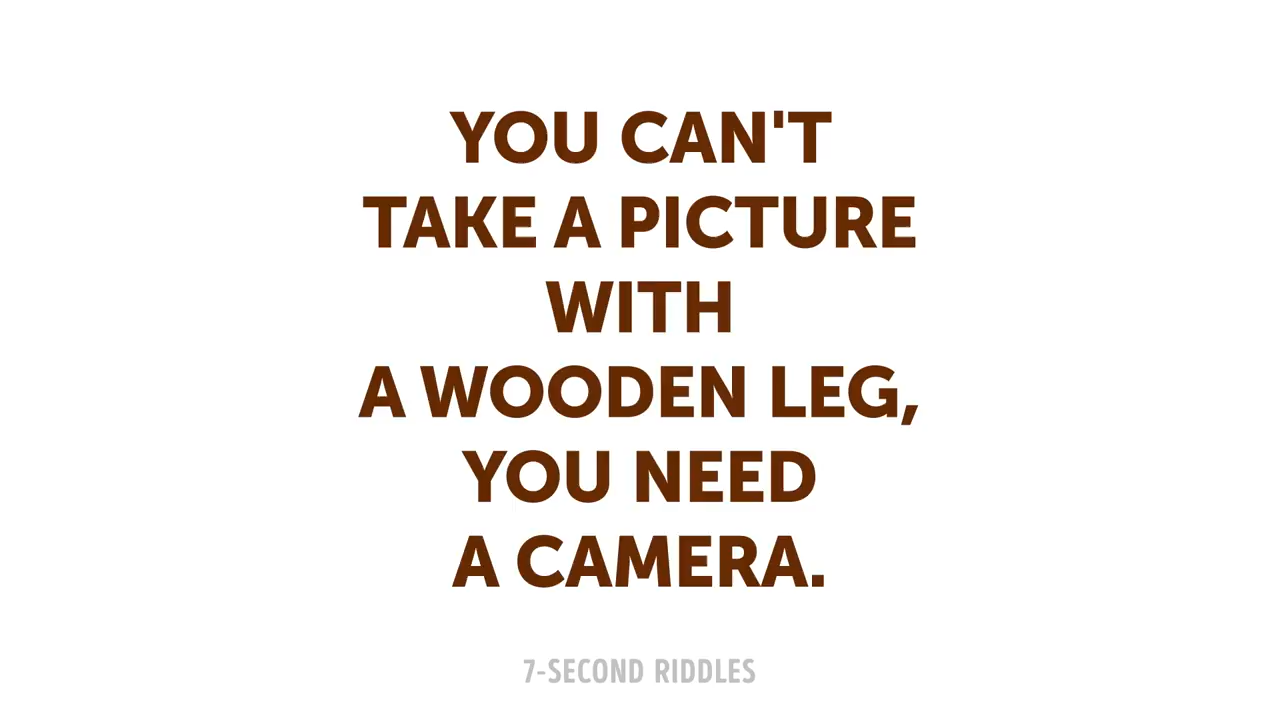 YOU CAN'T
TAKE A PICTURE
WITH
A WOODEN LEG,
YOU NEED
A CAMERA.
7-SECOND RIDDLES